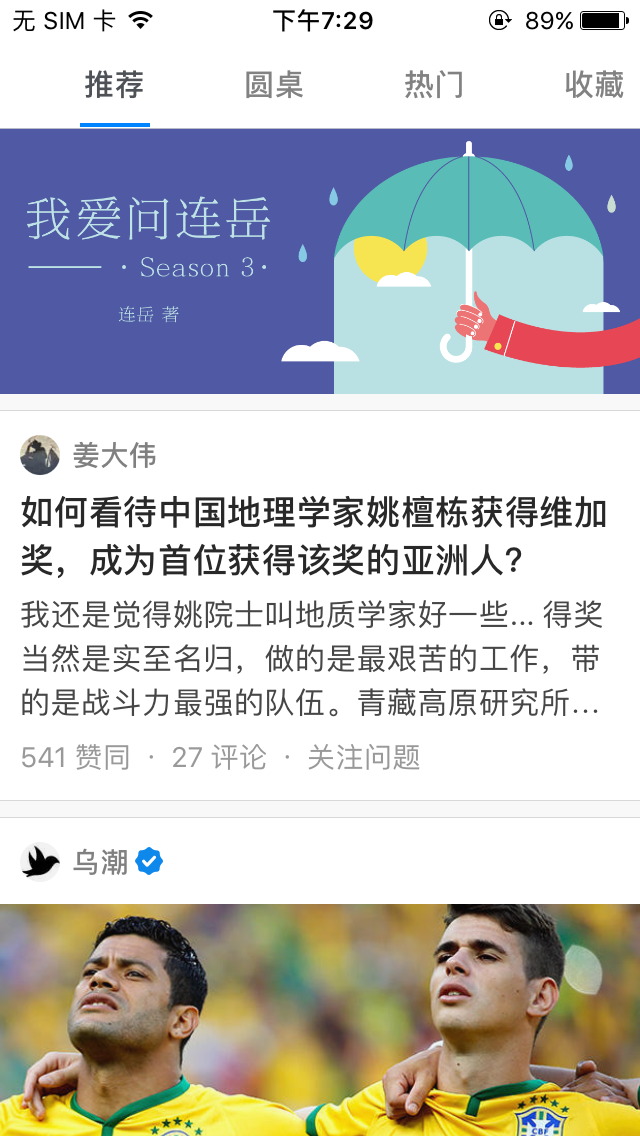 无 SIM 卡 下午7:29 89%
推荐 圆桌 热门 收藏
我爱问连岳
· Season 3 ·
连岳 著
姜大伟
如何看待中国地理学家姚檀栋获得维加
奖，成为首位获得该奖的亚洲人？
我还是觉得姚院士叫地质学家好一些... 得奖
当然是实至名归，做的是最艰苦的工作，带
的是战斗力最强的队伍。青藏高原研究所...
541 赞同 · 27 评论 · 关注问题
乌潮
CBF